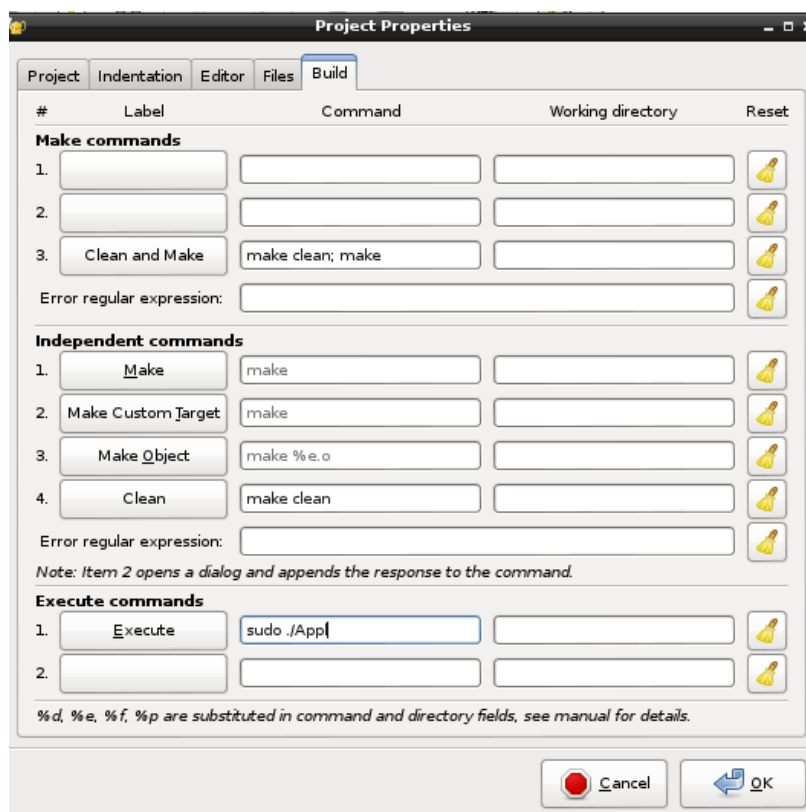 Project Properties
Project Indentation Editor Files Build
# Label Command Working directory Reset
Make commands
1.
2.
3. Clean and Make make clean; make
Error regular expression:
Independent commands
1. Make make
2. Make Custom Target make
3. Make Object make %e.o
4. Clean make clean
Error regular expression:
Note: Item 2 opens a dialog and appends the response to the command.
Execute commands
1. Execute sudo ./Appl
2.
%d, %e, %f, %p are substituted in command and directory fields, see manual for details.
Cancel OK